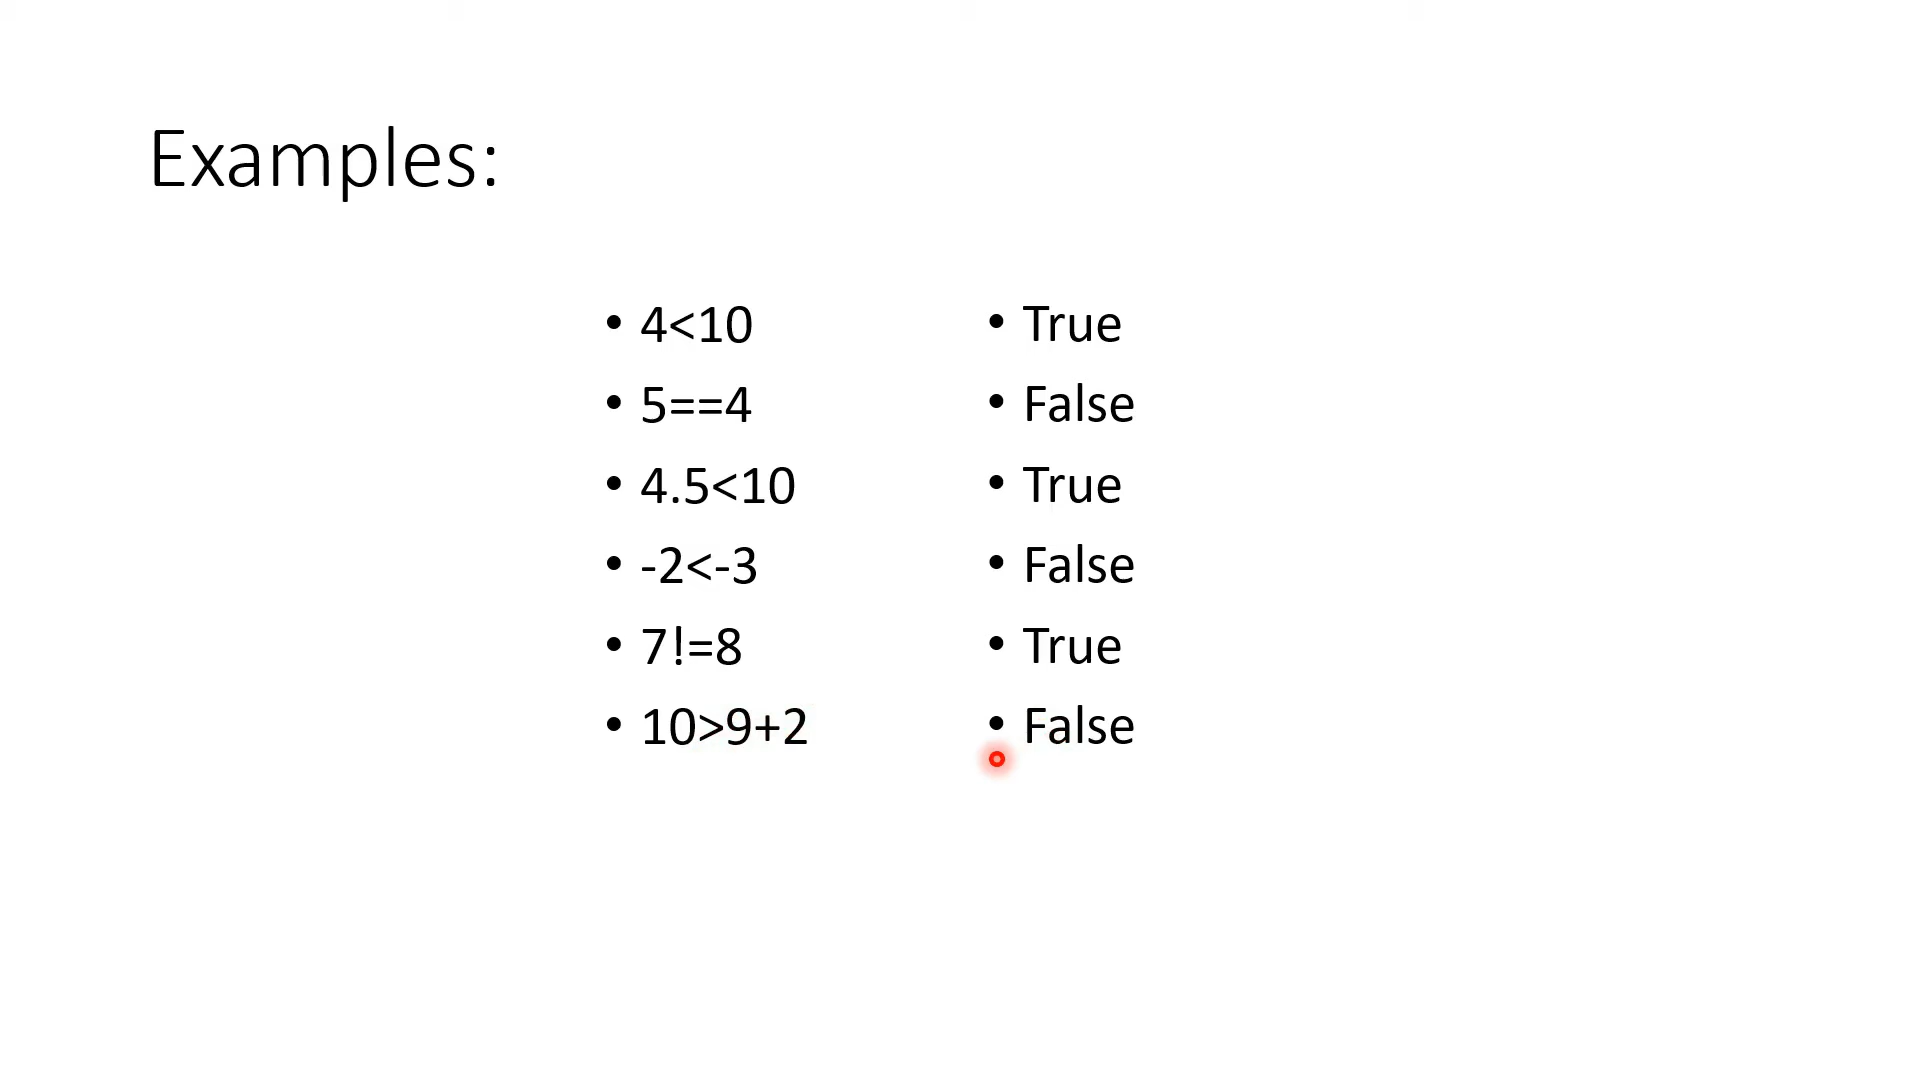 Examples:
• 4<10
• 5==4
• 4.5<10
• -2<-3
• 7!=8
• 10>9+2
• True
• False
• True
• False
• True
• False